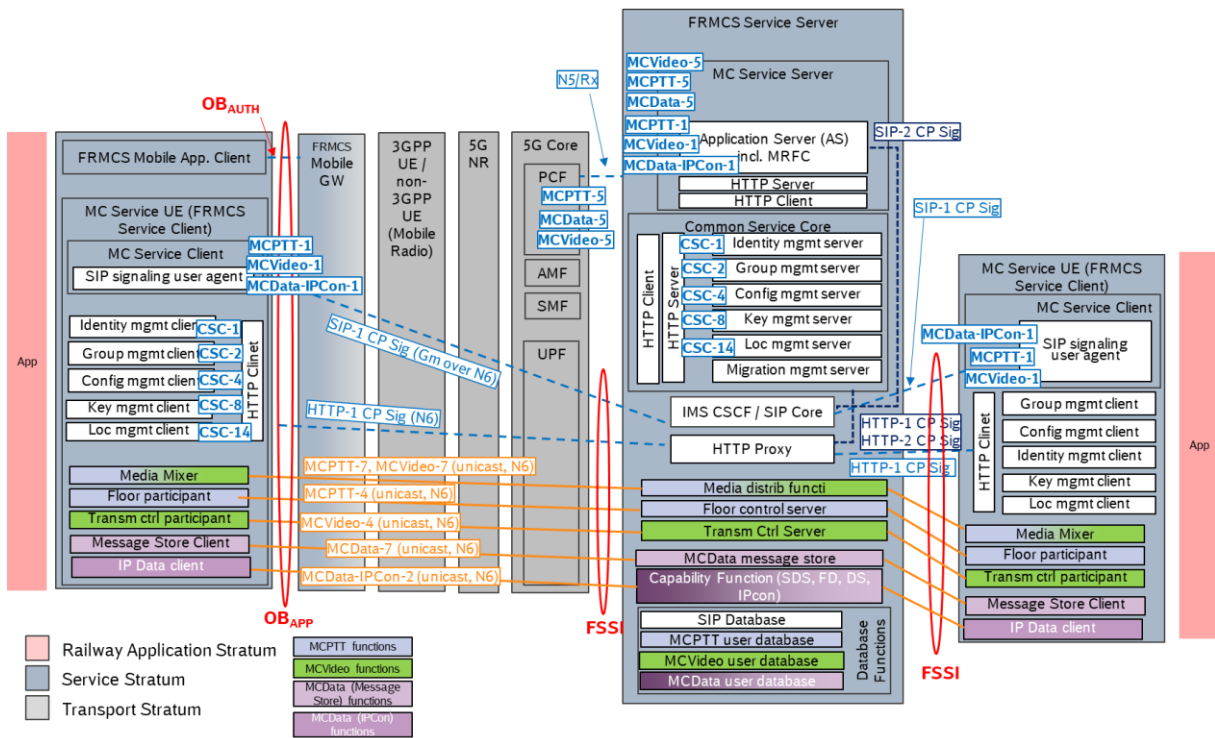 FRMCS Service Server
MCVideo-5
MCPTT-5
MCData-5
MC Service Server
N5/Rx
OB_AUTH
MCPTT-1
MCVideo-1
MCData-IPCon-1
Application Server (AS)
incl. MRFC
SIP-2 CP Sig
HTTP Server
HTTP Client
App
FRMCS Mobile App. Client
FRMCS
Mobile
GW
3GPP
UE /
non-
3GPP
UE
(Mobile
Radio)
5G
NR
5G Core
PCF
MCPTT-5
MCData-5
MCVideo-5
AMF
SMF
UPF
MC Service UE (FRMCS
Service Client)
MC Service Client
SIP signaling user agent
MCPTT-1
MCVideo-1
MCData-IPCon-1
Identity mgmt client
CSC-1
Group mgmt client
CSC-2
Config mgmt client
CSC-4
Key mgmt client
CSC-8
Loc mgmt client
CSC-14
HTTP Clinet
Common Service Core
HTTP Client
HTTP Server
CSC-1
Identity mgmt server
CSC-2
Group mgmt server
CSC-4
Config mgmt server
CSC-8
Key mgmt server
CSC-14
Loc mgmt server
Migration mgmt server
SIP-1 CP Sig
SIP-1 CP Sig (Gm over N6)
HTTP-1 CP Sig (N6)
IMS CSCF / SIP Core
HTTP Proxy
HTTP-1 CP Sig
HTTP-2 CP Sig
HTTP-1 CP Sig
MC Service UE (FRMCS
Service Client)
MC Service Client
MCData-IPCon-1
MCPTT-1
MCVideo-1
SIP signaling
user agent
HTTP Clinet
Group mgmt client
Config mgmt client
Identity mgmt client
Key mgmt client
Loc mgmt client
App
Media Mixer
Floor participant
Transm ctrl participant
Message Store Client
IP Data client
MCPTT-7, MCVideo-7 (unicast, N6)
MCPTT-4 (unicast, N6)
MCVideo-4 (unicast, N6)
MCData-7 (unicast, N6)
MCData-IPCon-2 (unicast, N6)
Media distrib functi
Floor control server
Transm Ctrl Server
MCData message store
Capability Function (SDS, FD, DS,
IPcon)
Media Mixer
Floor participant
Transm ctrl participant
Message Store Client
IP Data client
OB_APP
FSSI
FSSI
SIP Database
MCPTT user database
MCVideo user database
MCData user database
Database
Functions
Railway Application Stratum
Service Stratum
Transport Stratum
MCPTT functions
MCVideo functions
MCData (Message
Store) functions
MCData (IPCon)
functions